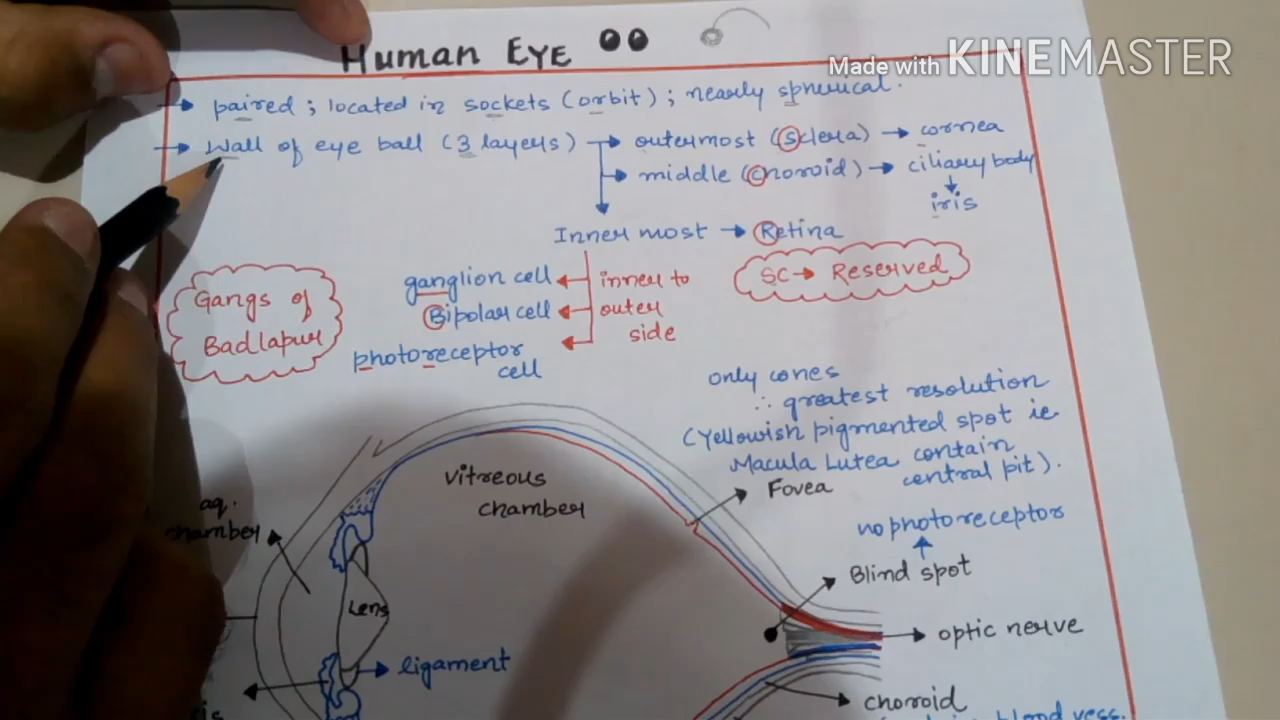 Human Eye
Made with KINEMASTER
→ paired ; located in sockets (orbit) ; nearly spherical.
→ Wall of eye ball (3 layers) → outermost (Sclera) → cornea
→ middle (Choroid) → ciliary body
↓
iris
Inner most → Retina
SC → Reserved
Gangs of
Badlapur
ganglion cell ← inner to
Bipolar cell ← outer
side
photoreceptor
cell
only cones
∴ greatest resolution
(Yellowish pigmented spot ie
Macula Lutea contain
central pit).
Fovea
vitreous
chamber
aq.
chamber
no photoreceptor
Blind spot
Lens
optic nerve
ligament
choroid